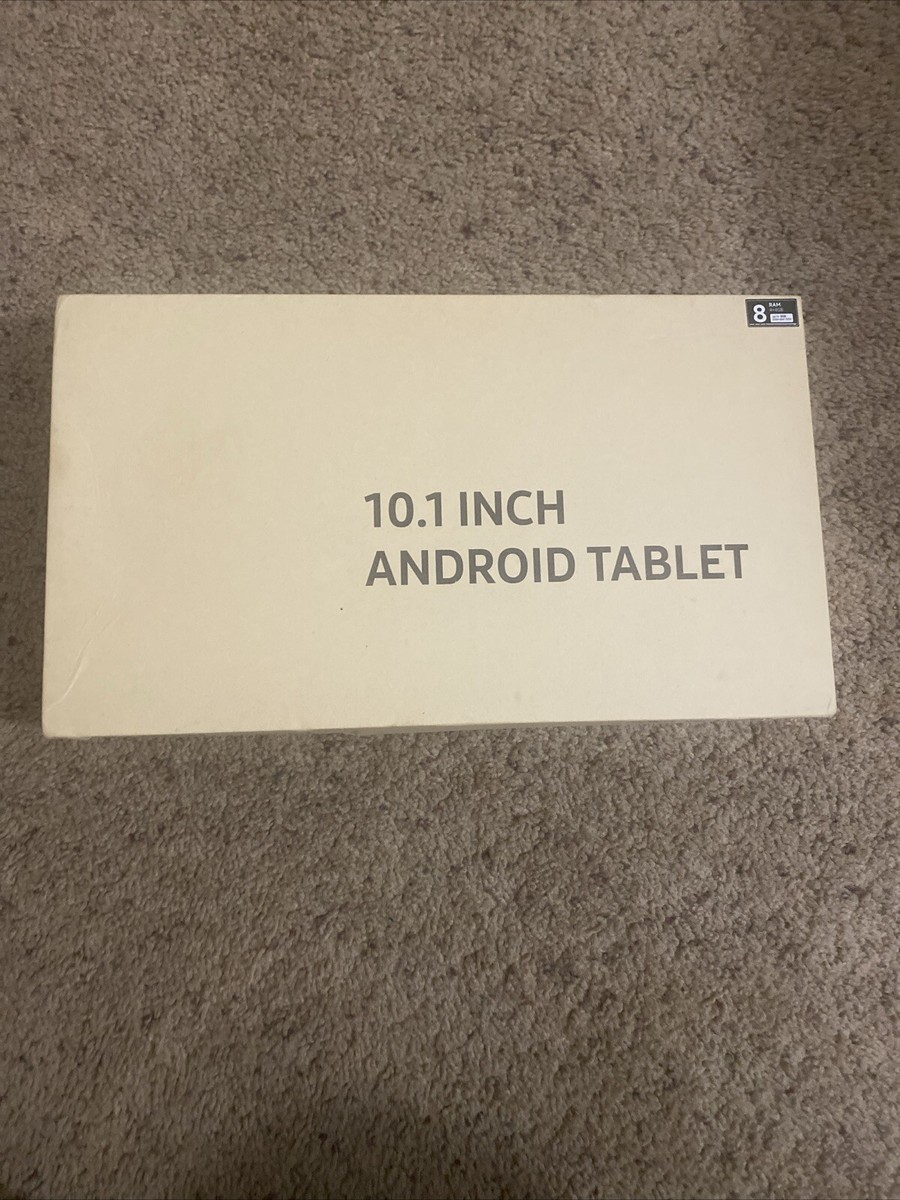 8 RAM
10.1 INCH
ANDROID TABLET